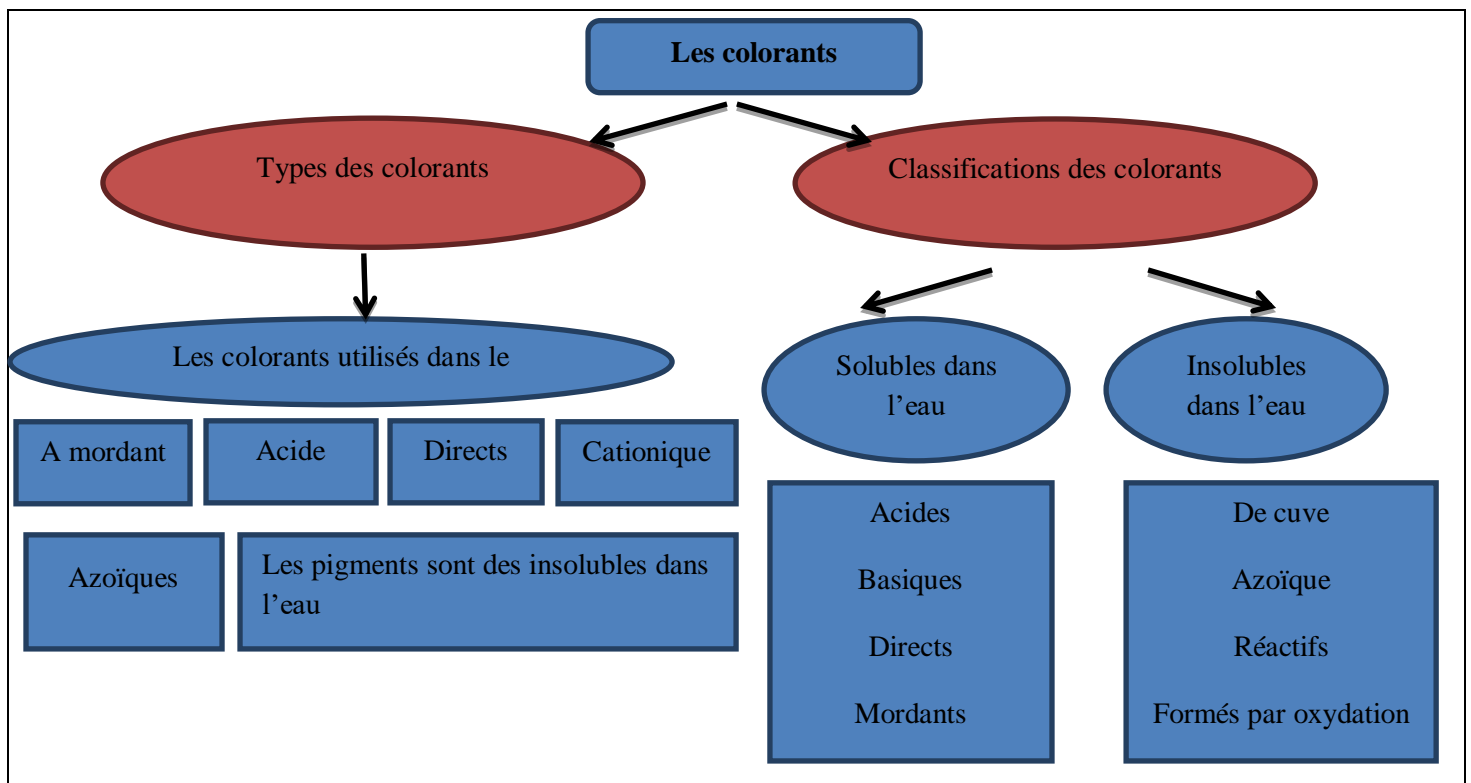 Les colorants
Types des colorants
Classifications des colorants
Les colorants utilisés dans le
Solubles dans
l’eau
Insolubles
dans l’eau
A mordant
Acide
Directs
Cationique
Azoïques
Les pigments sont des insolubles dans
l’eau
Acides
Basiques
Directs
Mordants
De cuve
Azoïque
Réactifs
Formés par oxydation